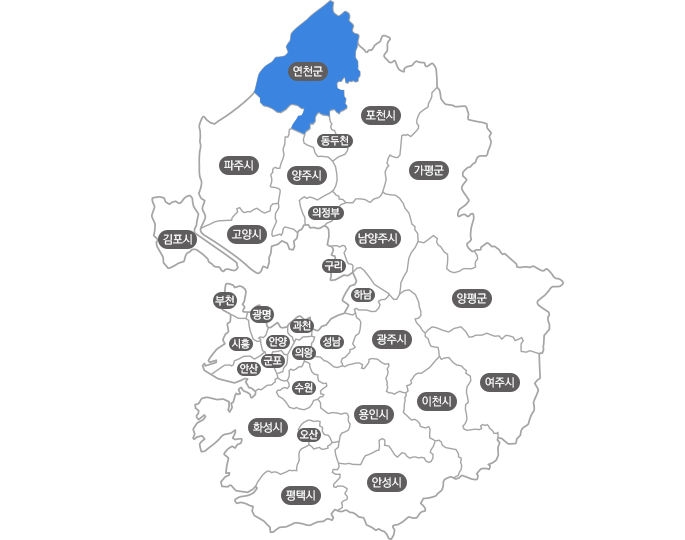 연천군
포천시
동두천
파주시
양주시
가평군
의정부
고양시
남양주시
김포시
구리
하남
양평군
부천
광명
과천
시흥
안양
성남
광주시
의왕
군포
안산
여주시
수원
이천시
용인시
화성시
오산
안성시
평택시